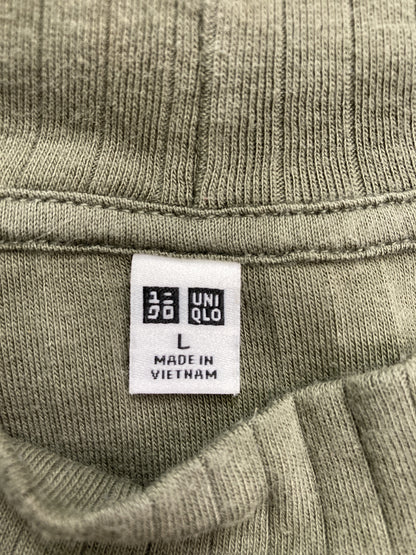 ユニ UNI
クロ QLO
L
MADE IN
VIETNAM